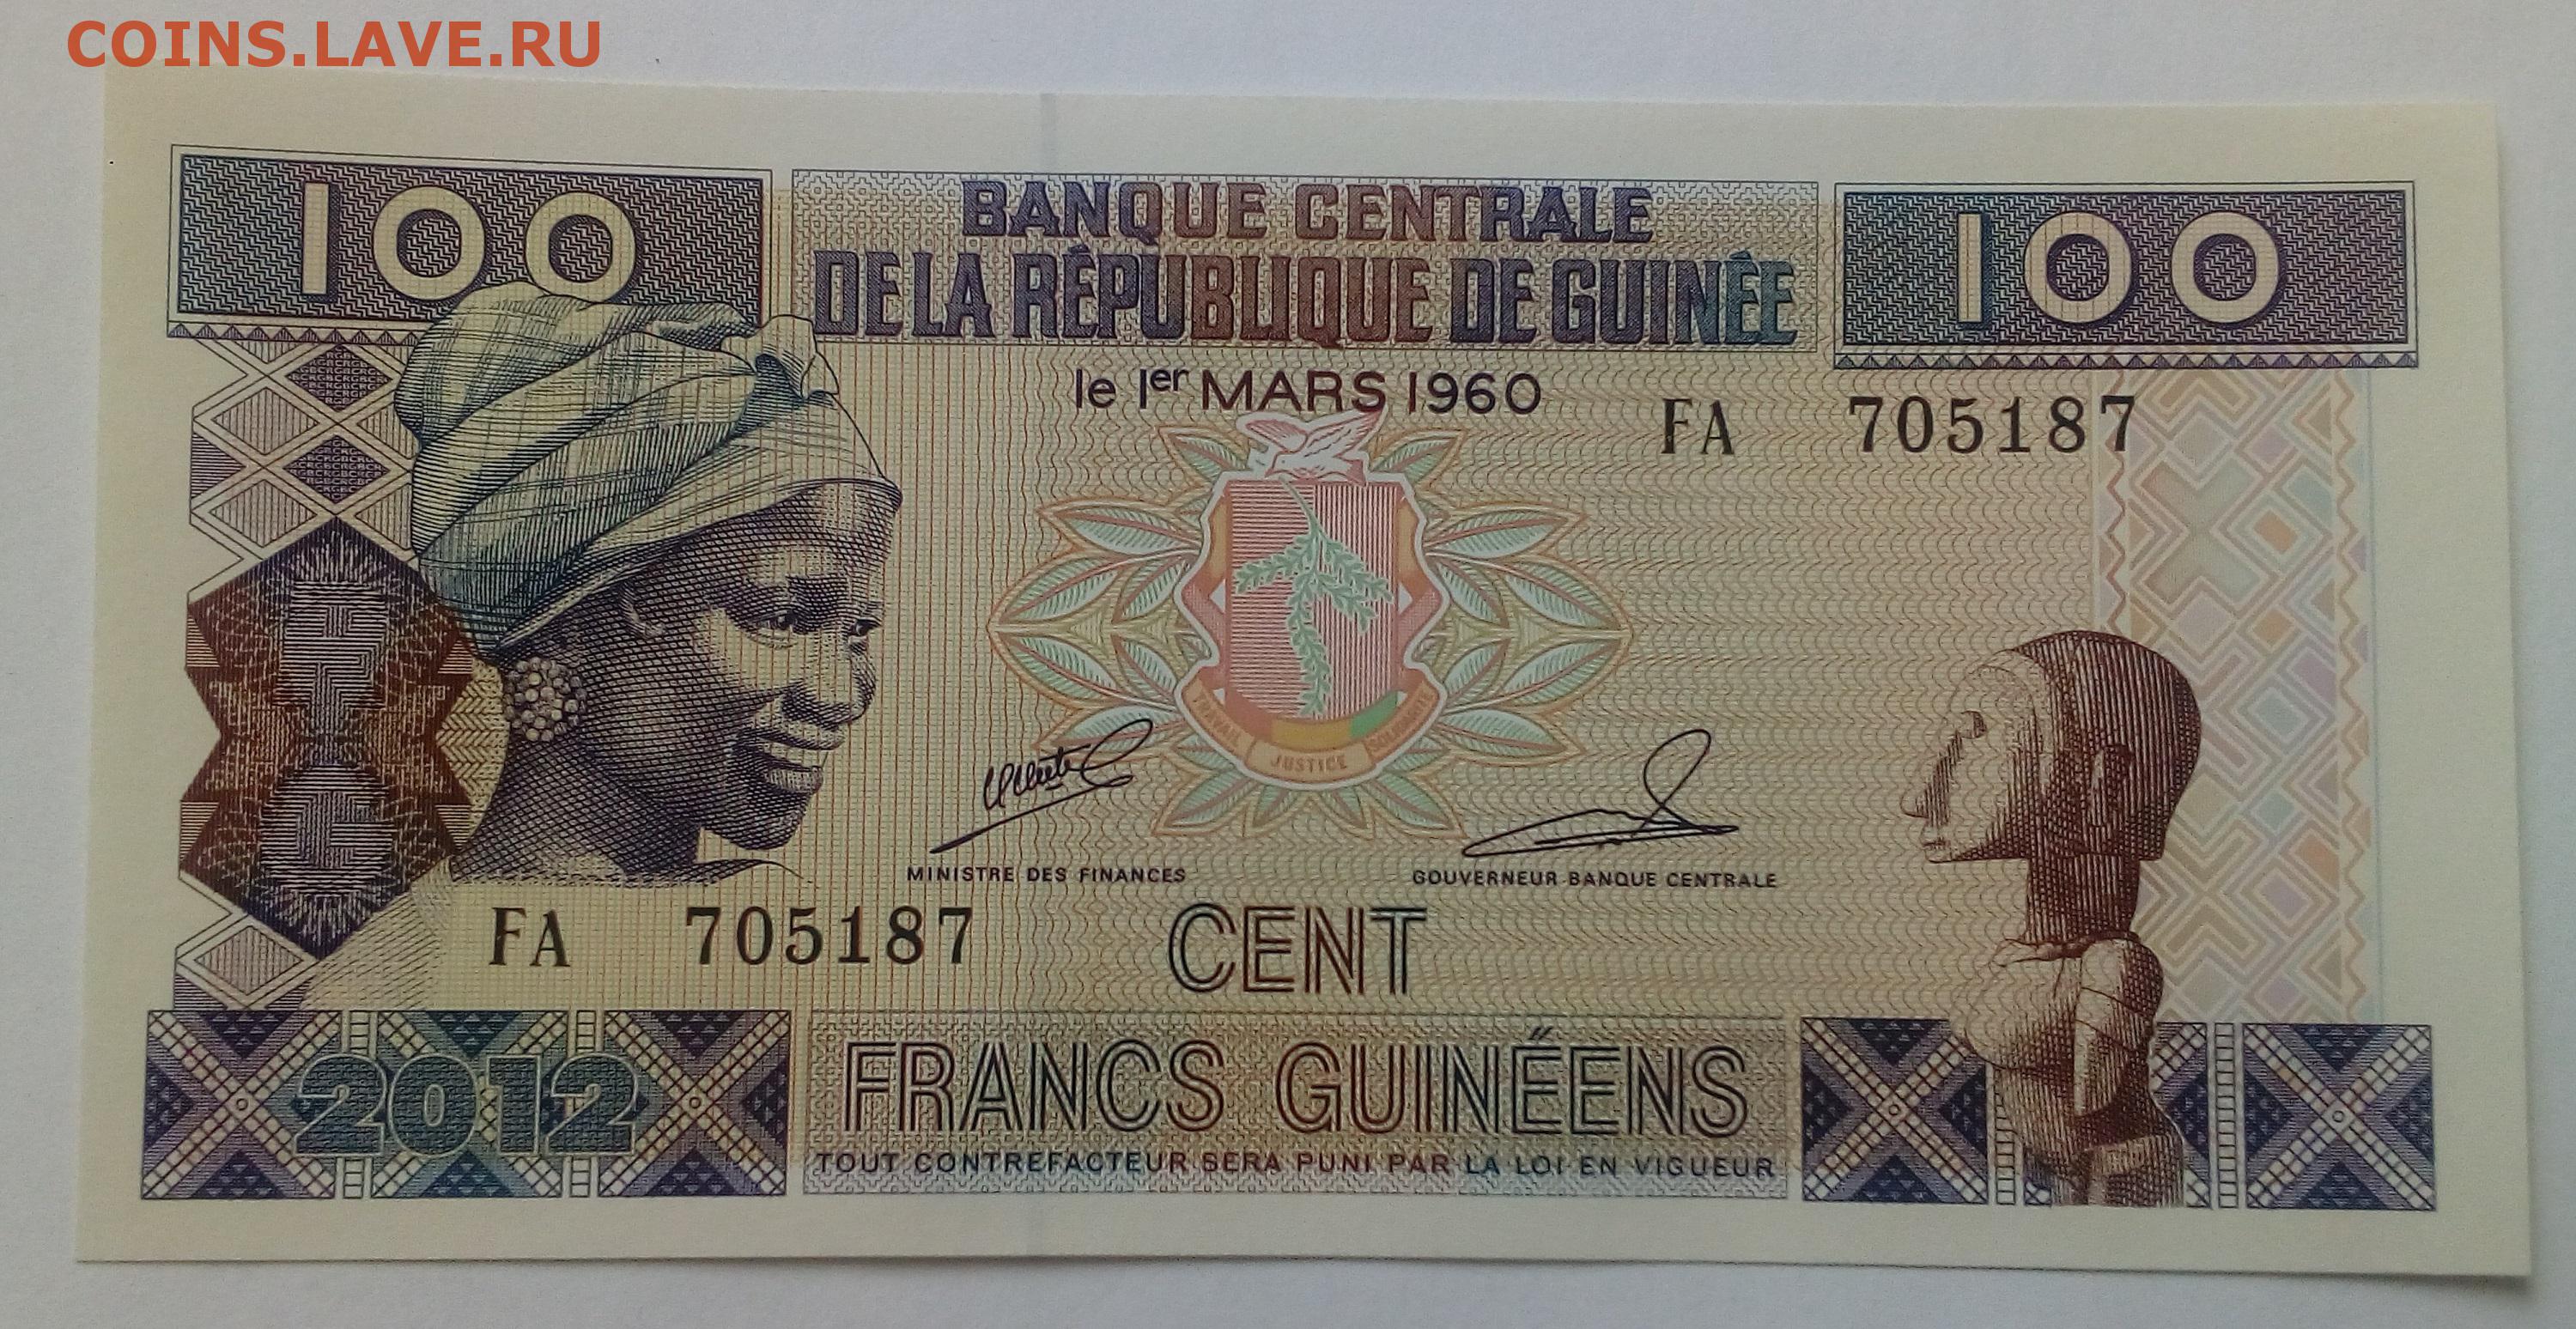 COINS.LAVE.RU
100
BANQUE CENTRALE
DE LA RÉPUBLIQUE DE GUINÉE
100
le 1er MARS 1960
FA 705187
TRAVAIL JUSTICE SOLIDARITÉ
MINISTRE DES FINANCES
GOUVERNEUR BANQUE CENTRALE
FA 705187
CENT
2012
FRANCS GUINÉENS
TOUT CONTREFACTEUR SERA PUNI PAR LA LOI EN VIGUEUR